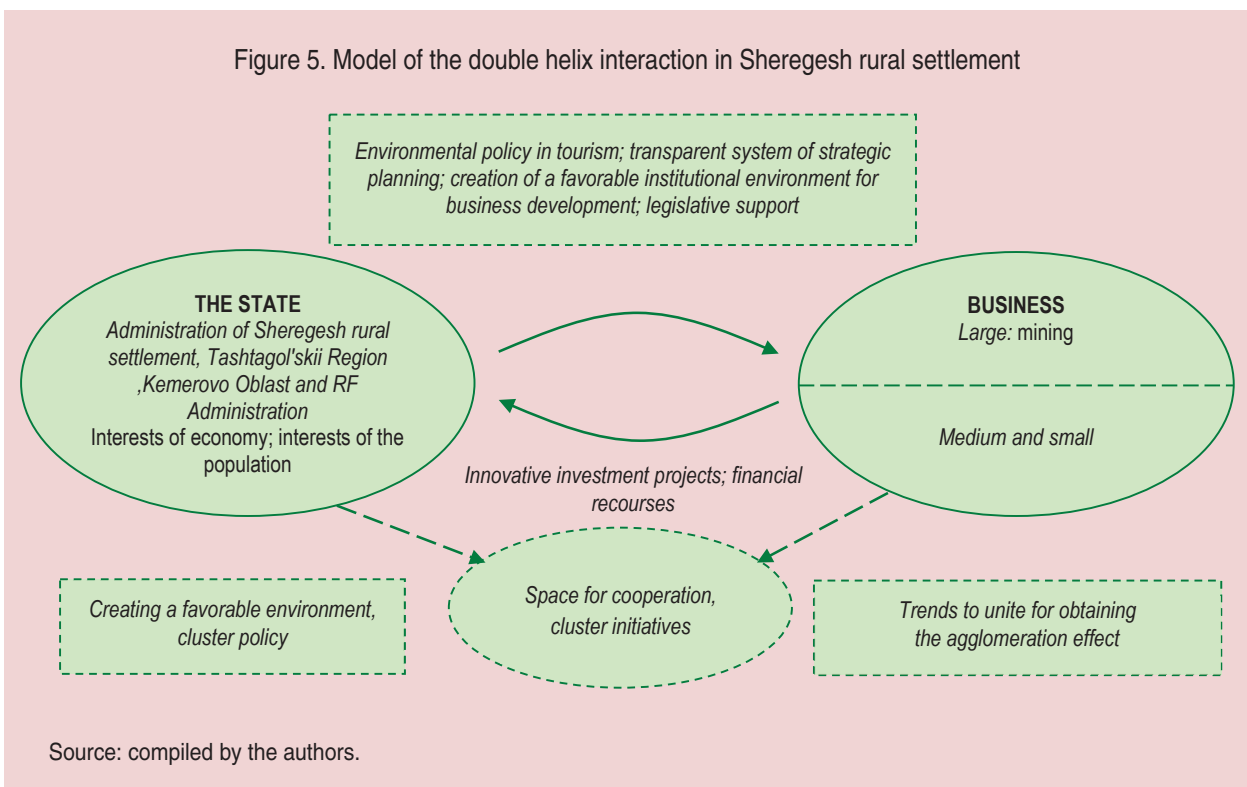 Figure 5. Model of the double helix interaction in Sheregesh rural settlement
Environmental policy in tourism; transparent system of strategic
planning; creation of a favorable institutional environment for
business development; legislative support
THE STATE
Administration of Sheregesh rural
settlement, Tashtagol'skii Region
,Kemerovo Oblast and RF
Administration
Interests of economy; interests of the
population
BUSINESS
Large: mining
Medium and small
Innovative investment projects; financial
recourses
Creating a favorable environment,
cluster policy
Space for cooperation,
cluster initiatives
Trends to unite for obtaining
the agglomeration effect
Source: compiled by the authors.